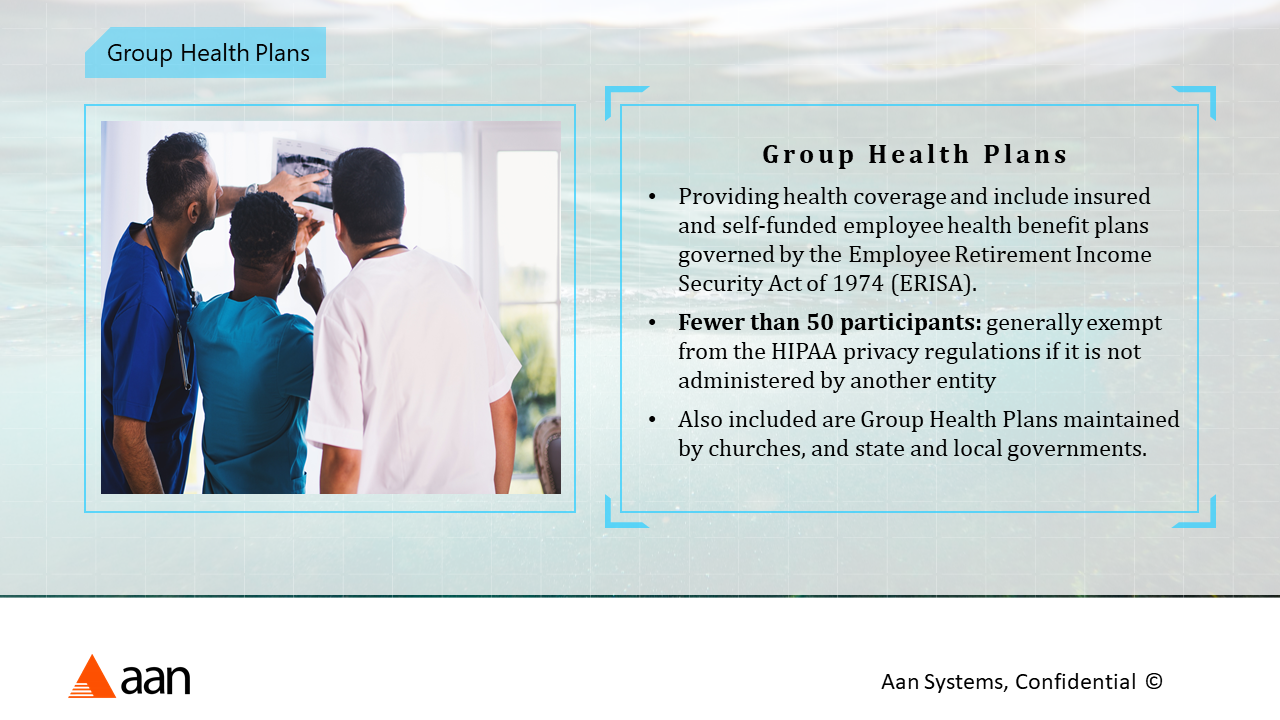 Group Health Plans
Group Health Plans
• Providing health coverage and include insured
and self-funded employee health benefit plans
governed by the Employee Retirement Income
Security Act of 1974 (ERISA).
• Fewer than 50 participants: generally exempt
from the HIPAA privacy regulations if it is not
administered by another entity
• Also included are Group Health Plans maintained
by churches, and state and local governments.
aan
Aan Systems, Confidential ©